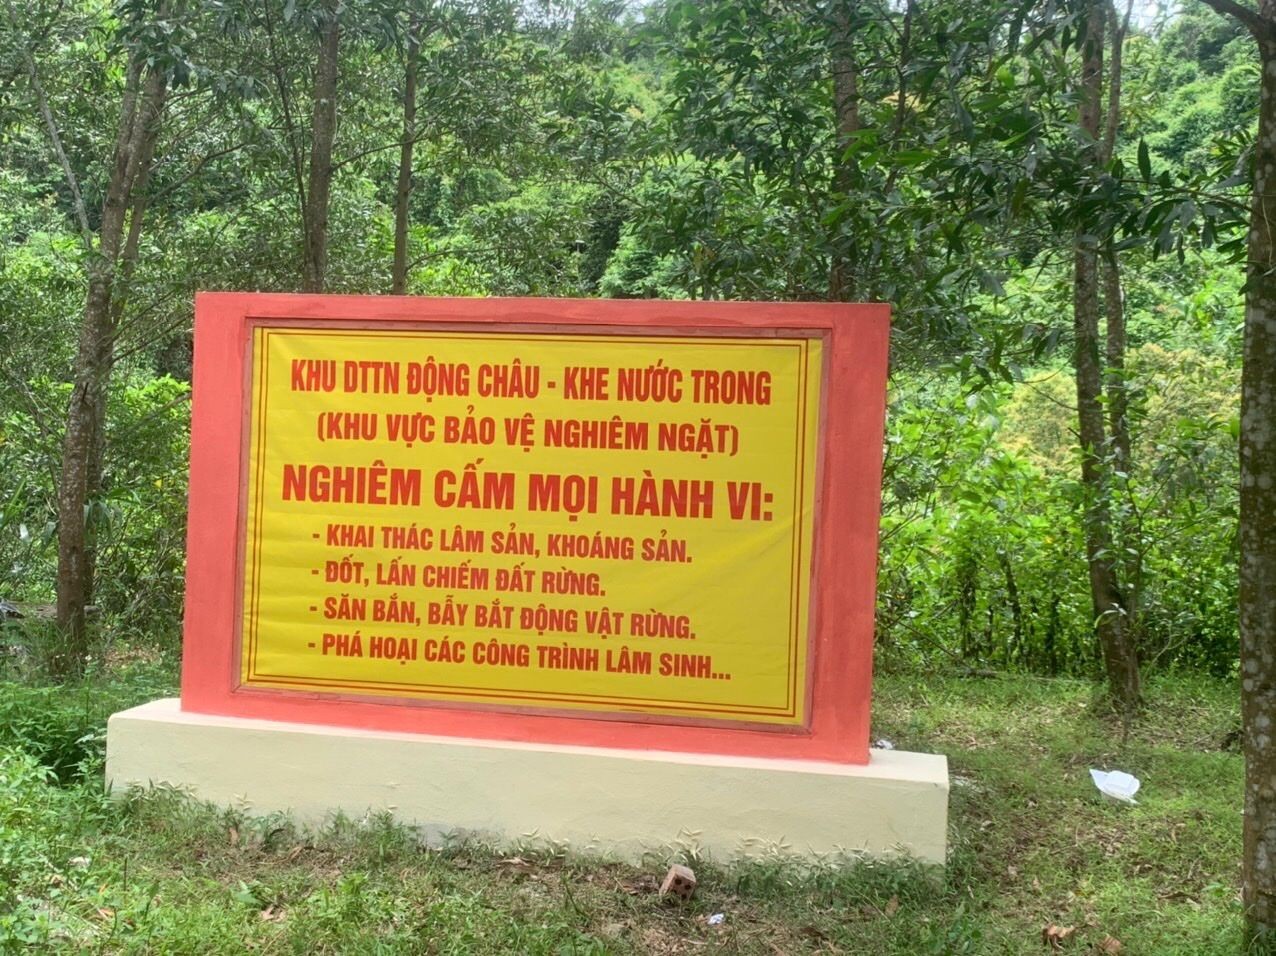 KHU DTTN ĐỘNG CHÂU - KHE NƯỚC TRONG
(KHU VỰC BẢO VỆ NGHIÊM NGẶT)
NGHIÊM CẤM MỌI HÀNH VI:
- KHAI THÁC LÂM SẢN, KHOÁNG SẢN.
- ĐỐT, LẤN CHIẾM ĐẤT RỪNG.
- SĂN BẮN, BẪY BẮT ĐỘNG VẬT RỪNG.
- PHÁ HOẠI CÁC CÔNG TRÌNH LÂM SINH...